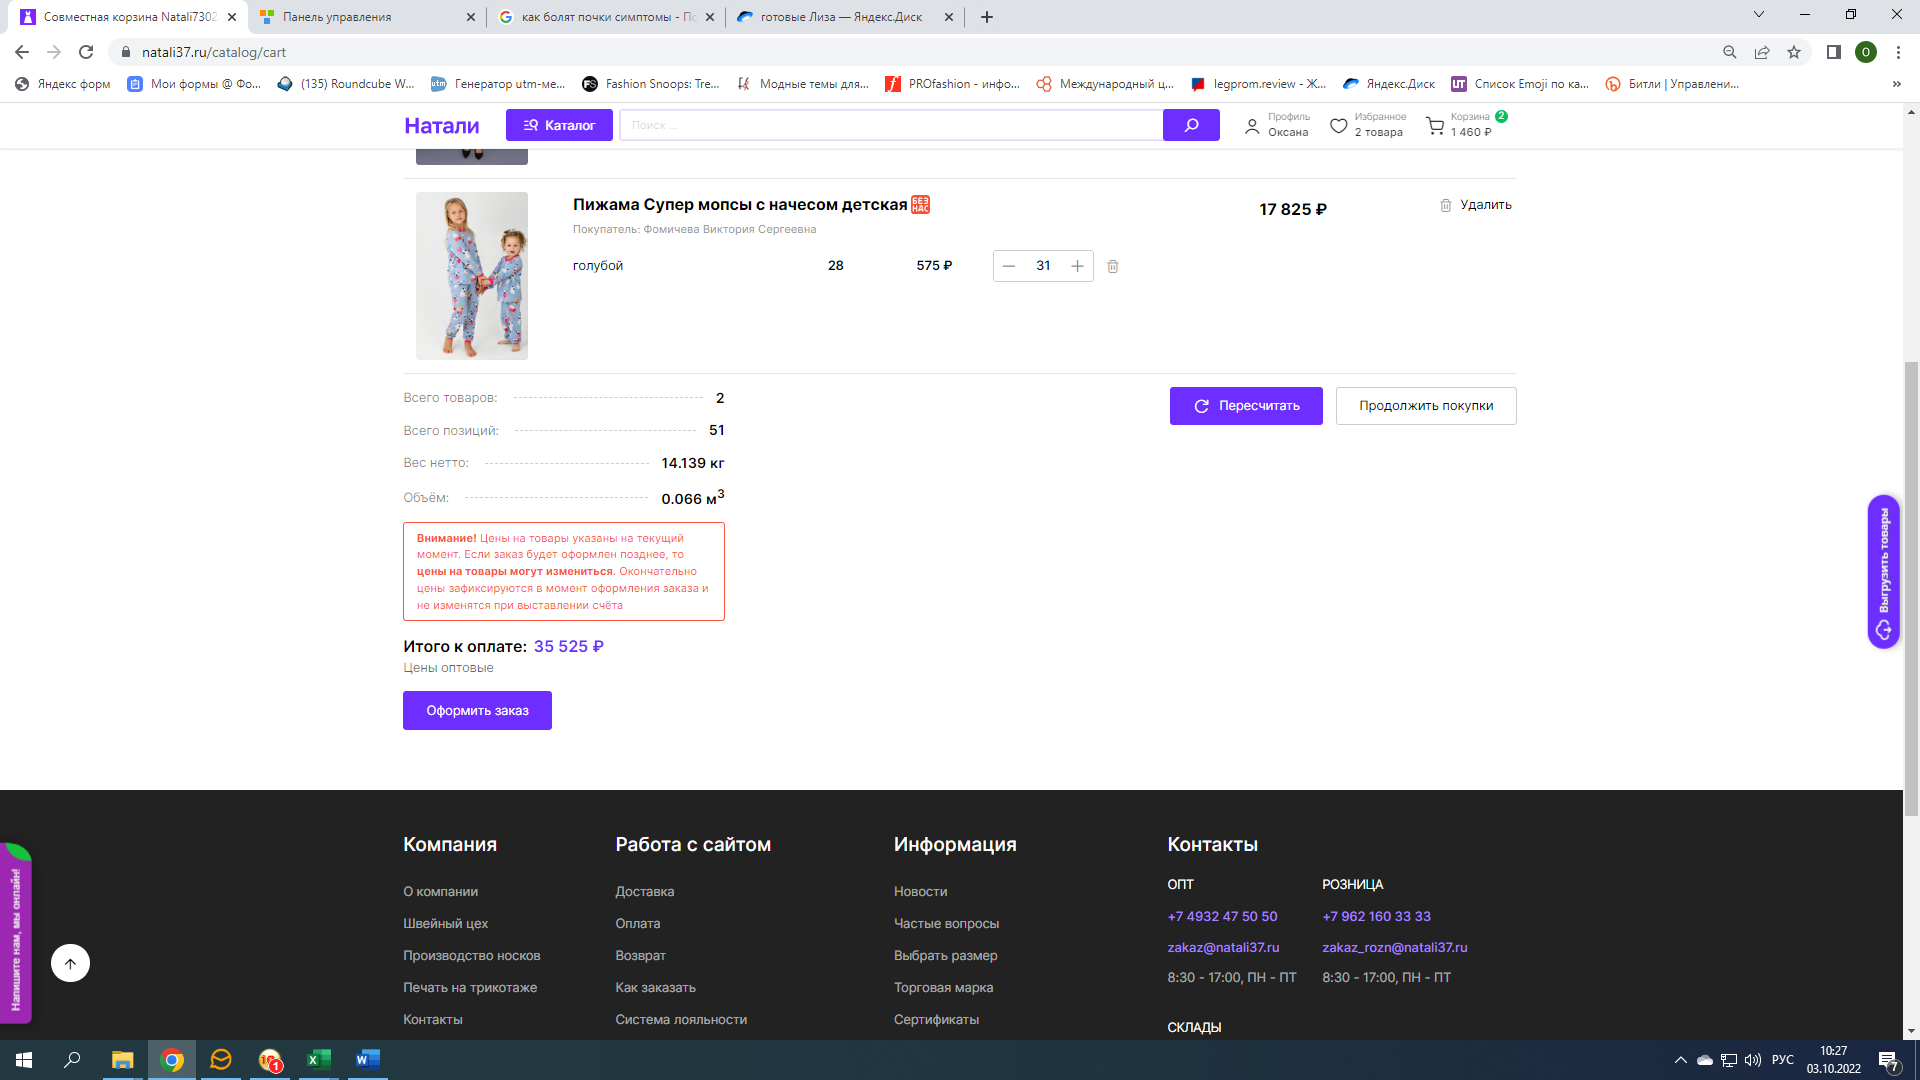 Совместная корзина Natali7302
Панель управления
как болят почки симптомы - По
готовые Лиза — Яндекс.Диск
natali37.ru/catalog/cart
О
Яндекс форм
Мои формы @ Фо...
(135) Roundcube W...
Генератор utm-ме...
Fashion Snoops: Tre...
Модные темы для...
PROfashion - инфо...
Международный ц...
legprom.review - Ж...
Яндекс.Диск
Список Emoji по ка...
Битли | Управлени...
»
Натали
Каталог
Поиск ...
Профиль
Оксана
Избранное
2 товара
Корзина 2
1 460 ₽
Пижама Супер мопсы с начесом детская БЕЗ НДС
17 825 ₽
Удалить
Покупатель: Фомичева Виктория Сергеевна
голубой 28 575 ₽ — 31 +
Всего товаров: 2
Всего позиций: 51
Вес нетто: 14.139 кг
Объём: 0.066 м3
Пересчитать
Продолжить покупки
Внимание! Цены на товары указаны на текущий
момент. Если заказ будет оформлен позднее, то
цены на товары могут измениться. Окончательно
цены зафиксируются в момент оформления заказа и
не изменятся при выставлении счёта
Итого к оплате: 35 525 ₽
Цены оптовые
Оформить заказ
Выгрузить товары
Напишите нам, мы онлайн!
Компания
О компании
Швейный цех
Производство носков
Печать на трикотаже
Контакты
Работа с сайтом
Доставка
Оплата
Возврат
Как заказать
Система лояльности
Информация
Новости
Частые вопросы
Выбрать размер
Торговая марка
Сертификаты
Контакты
ОПТ
+7 4932 47 50 50
zakaz@natali37.ru
8:30 - 17:00, ПН - ПТ
РОЗНИЦА
+7 962 160 33 33
zakaz_rozn@natali37.ru
8:30 - 17:00, ПН - ПТ
СКЛАДЫ
1
РУС
10:27
03.10.2022
7